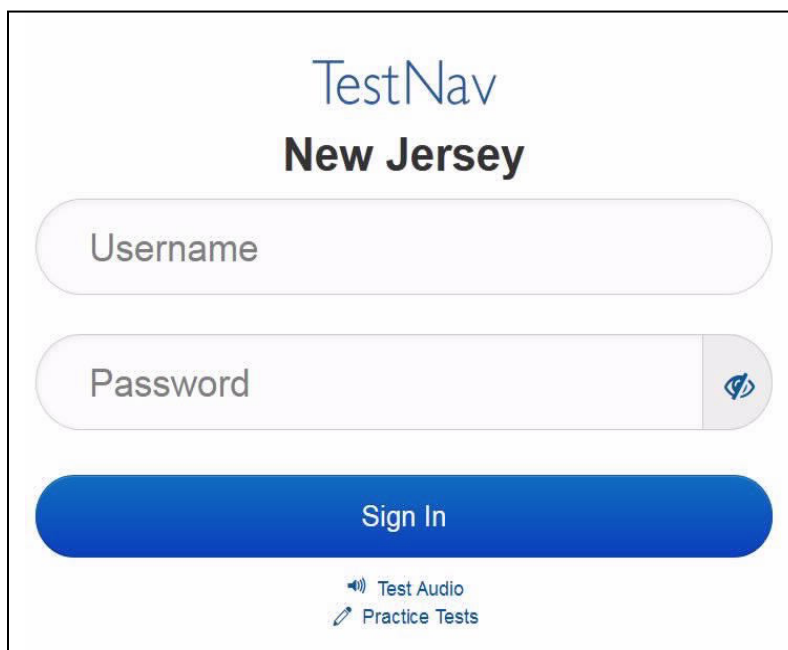 TestNav
New Jersey
Username
Password
Sign In
Test Audio
Practice Tests